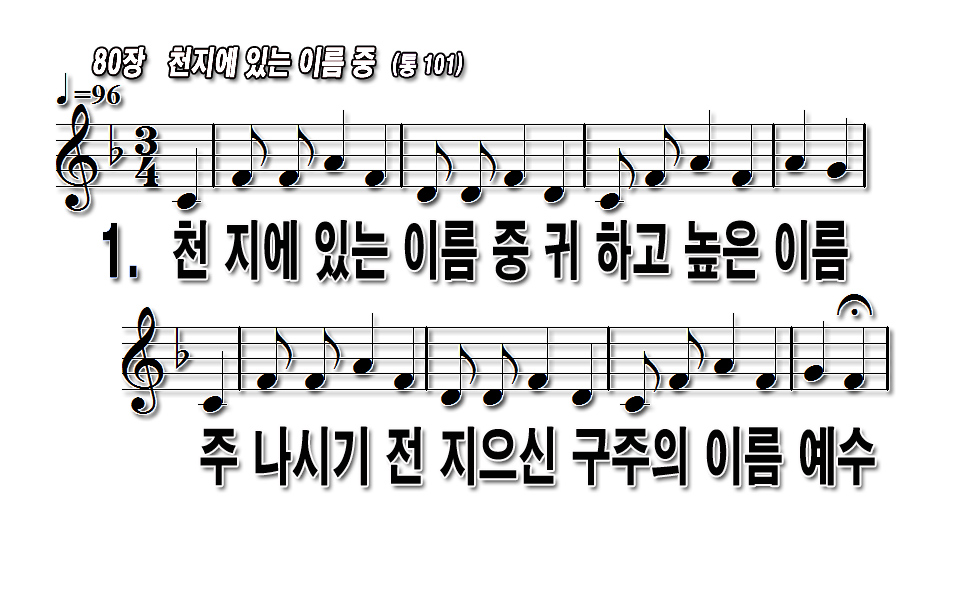 80장 천지에 있는 이름 중 (통 101)
♩=96
3
4
1. 천 지에 있는 이름 중 귀 하고 높은 이름
주 나시기 전 지으신 구주의 이름 예수